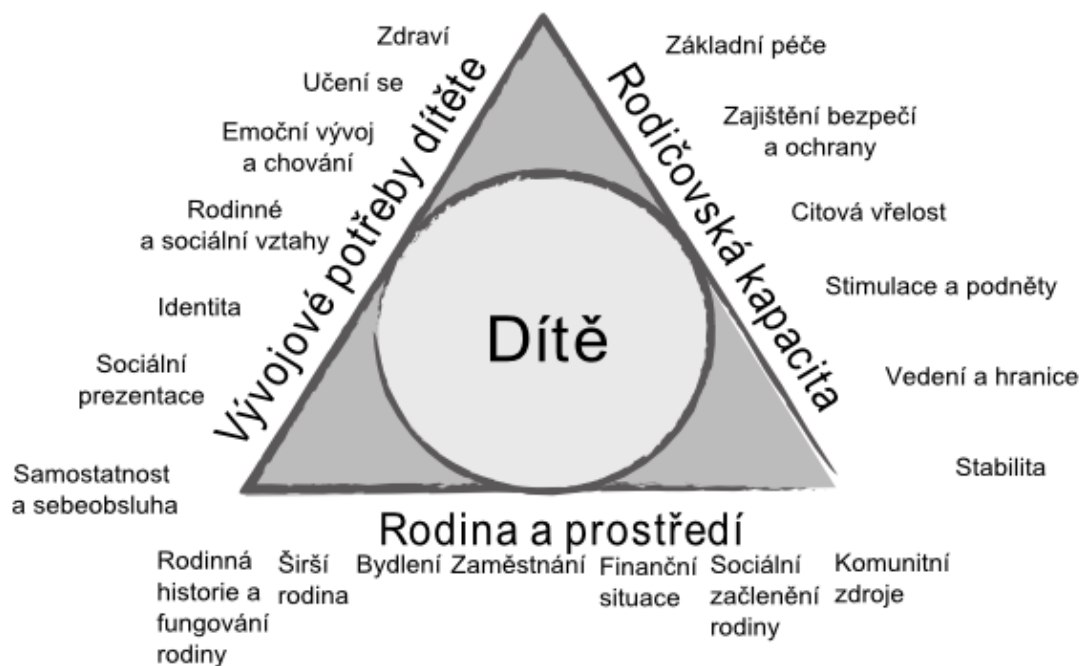 Zdraví
Učení se
Emoční vývoj
a chování
Rodinné
a sociální vztahy
Identita
Sociální
prezentace
Samostatnost
a sebeobsluha
Vývojové potřeby dítěte
Dítě
Rodičovská kapacita
Základní péče
Zajištění bezpečí
a ochrany
Citová vřelost
Stimulace a podněty
Vedení a hranice
Stabilita
Rodina a prostředí
Rodinná
historie a
fungování
rodiny
Širší
rodina
Bydlení
Zaměstnání
Finanční
situace
Sociální
začlenění
rodiny
Komunitní
zdroje